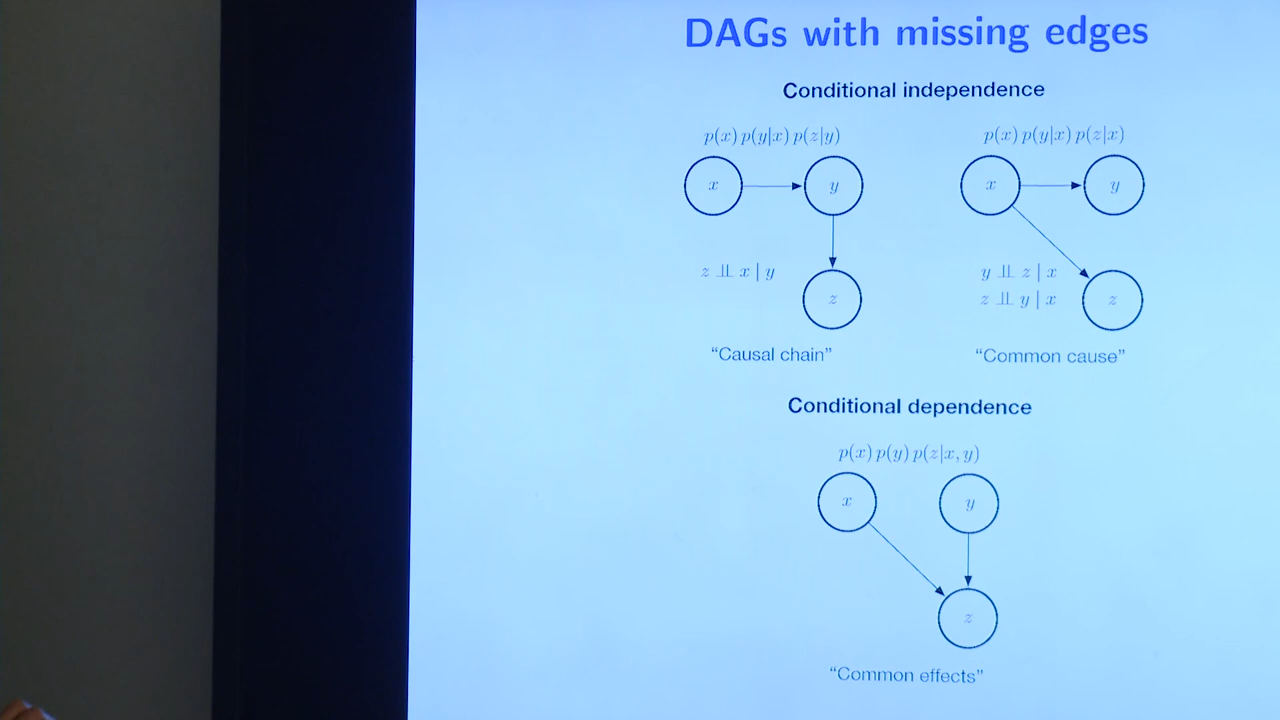 DAGs with missing edges
Conditional independence
p(x) p(y|x) p(z|y)
p(x) p(y|x) p(z|x)
x
y
x
y
z ⫫ x | y
z
y ⫫ z | x
z ⫫ y | x
z
“Causal chain”
“Common cause”
Conditional dependence
p(x) p(y) p(z|x, y)
x
y
z
“Common effects”